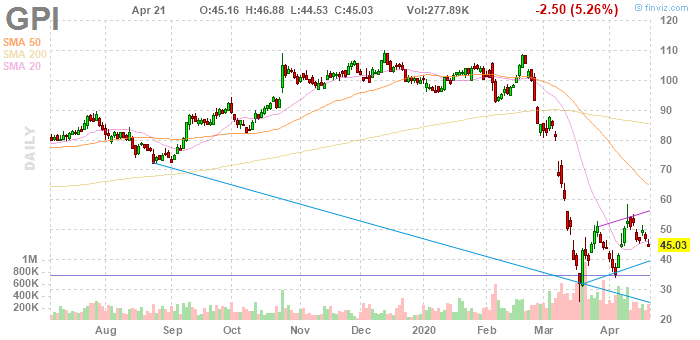 © finviz.com
GPI Apr 21 O:45.16 H:46.88 L:44.53 C:45.03 Vol:277.89K -2.50 (5.26%)
SMA 50
SMA 200
SMA 20
DAILY
120
110
100
90
80
70
60
50
45.03
40
30
20
1M
800K
600K
400K
200K
Aug Sep Oct Nov Dec 2020 Feb Mar Apr